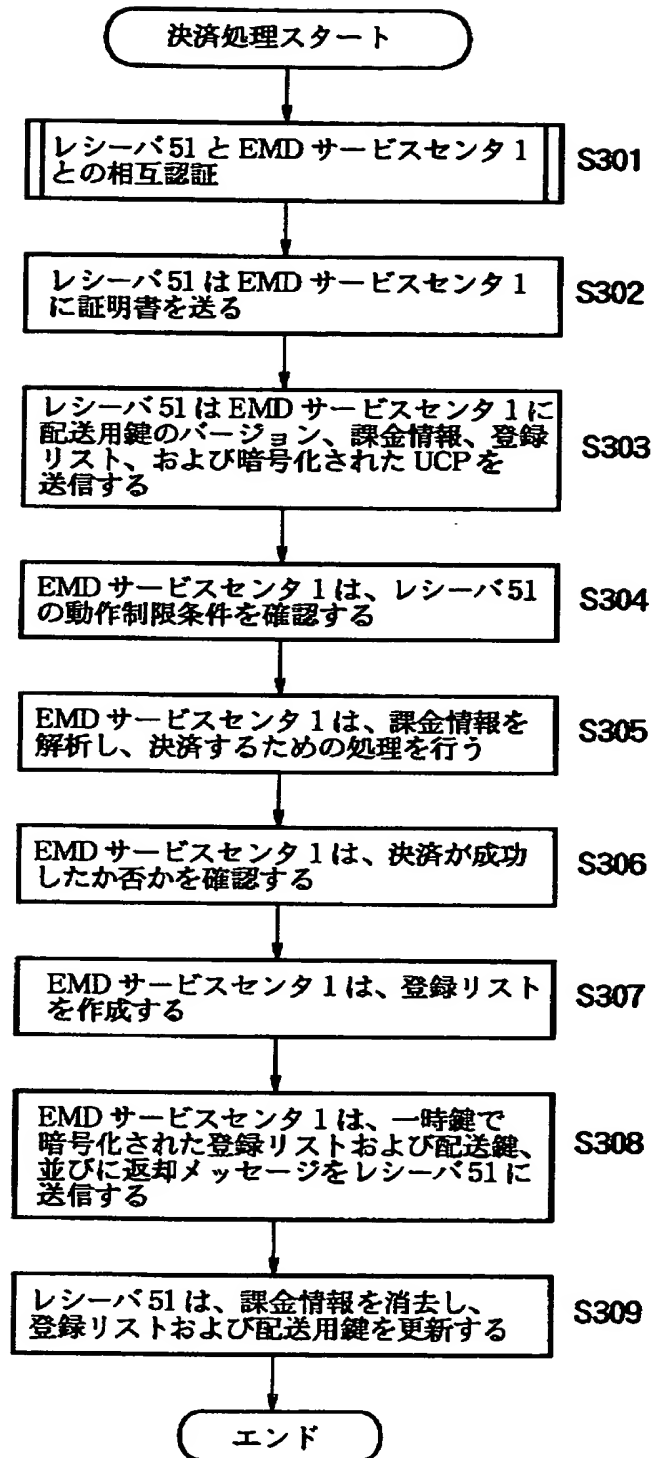 決済処理スタート
レシーバ51とEMDサービスセンタ1
との相互認証
S301
レシーバ51はEMDサービスセンタ1
に証明書を送る
S302
レシーバ51はEMDサービスセンタ1に
配送用鍵のバージョン、課金情報、登録
リスト、および暗号化されたUCPを
送信する
S303
EMDサービスセンタ1は、レシーバ51
の動作制限条件を確認する
S304
EMDサービスセンタ1は、課金情報を
解析し、決済するための処理を行う
S305
EMDサービスセンタ1は、決済が成功
したか否かを確認する
S306
EMDサービスセンタ1は、登録リスト
を作成する
S307
EMDサービスセンタ1は、一時鍵で
暗号化された登録リストおよび配送鍵、
並びに返却メッセージをレシーバ51に
送信する
S308
レシーバ51は、課金情報を消去し、
登録リストおよび配送用鍵を更新する
S309
エンド